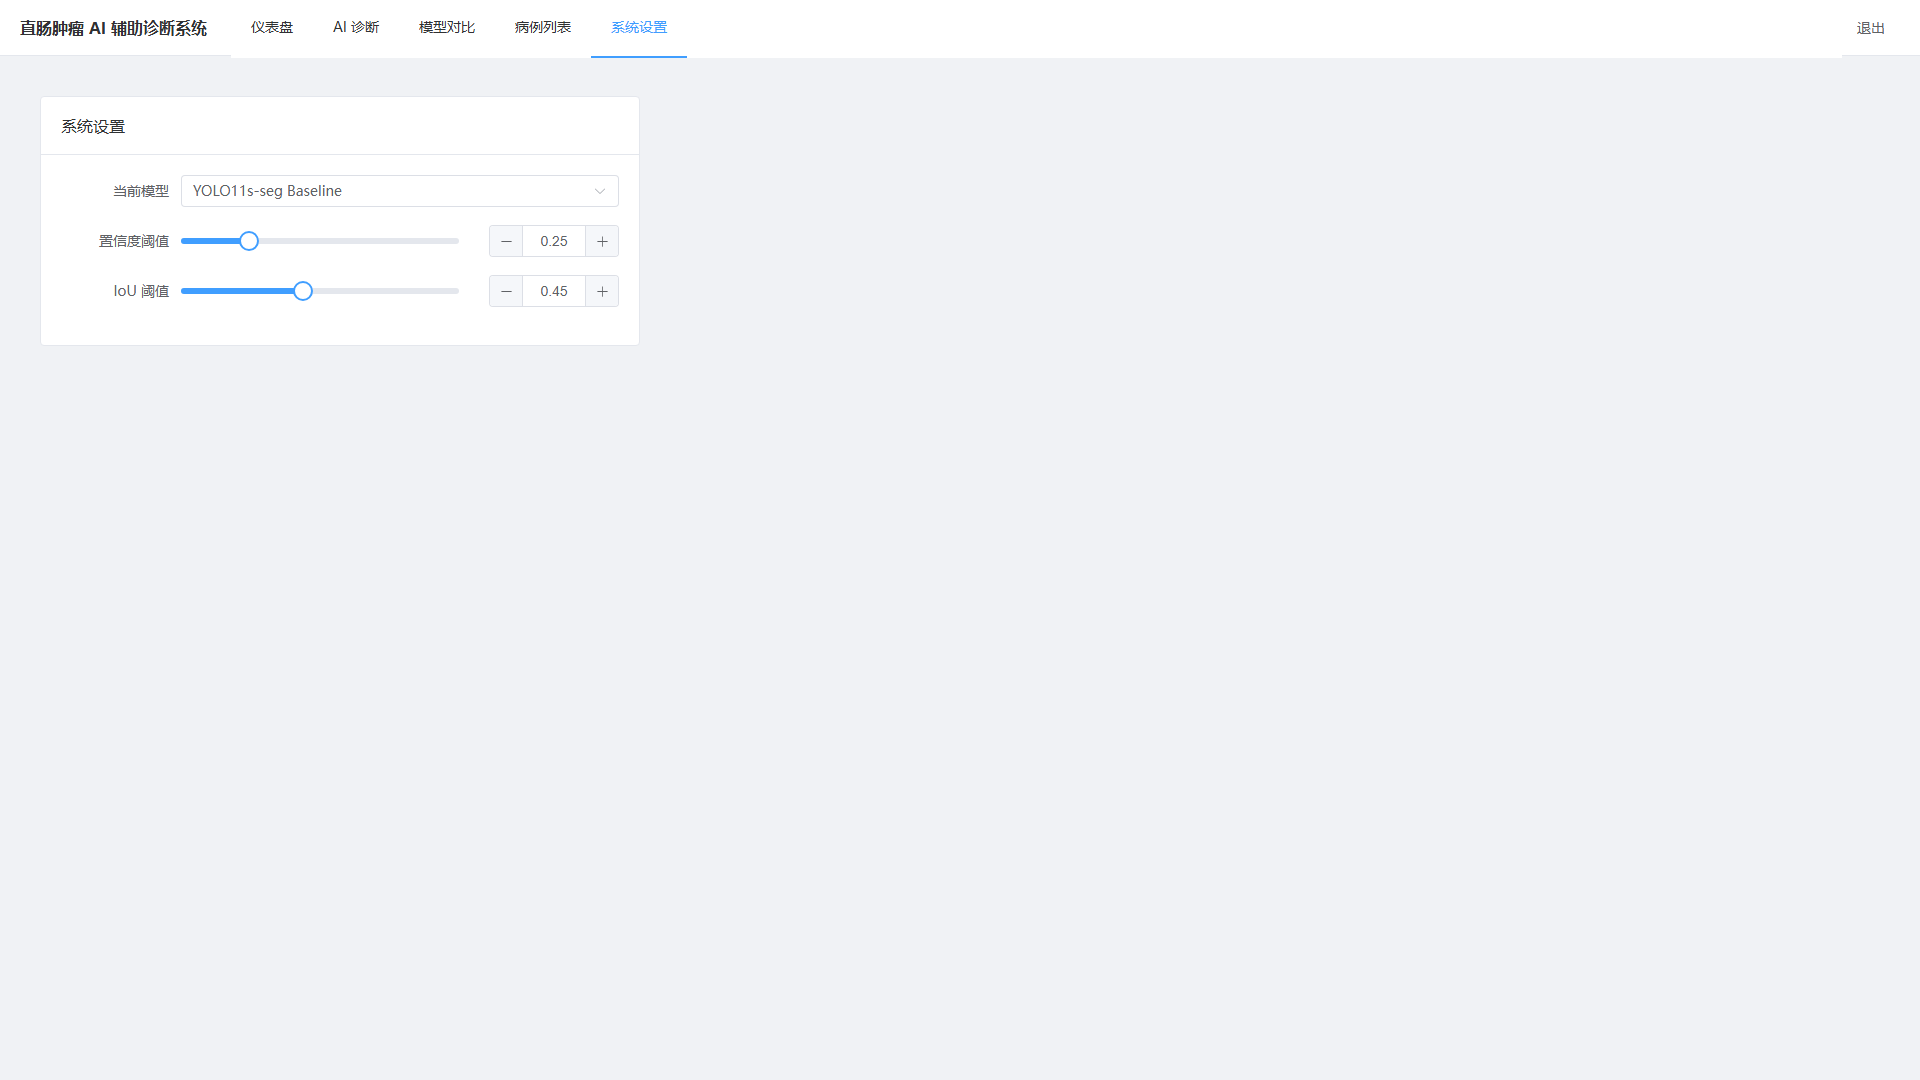 直肠肿瘤 AI 辅助诊断系统 仪表盘 AI 诊断 模型对比 病例列表 系统设置 退出
系统设置
当前模型 YOLO11s-seg Baseline
置信度阈值 0.25
IoU 阈值 0.45